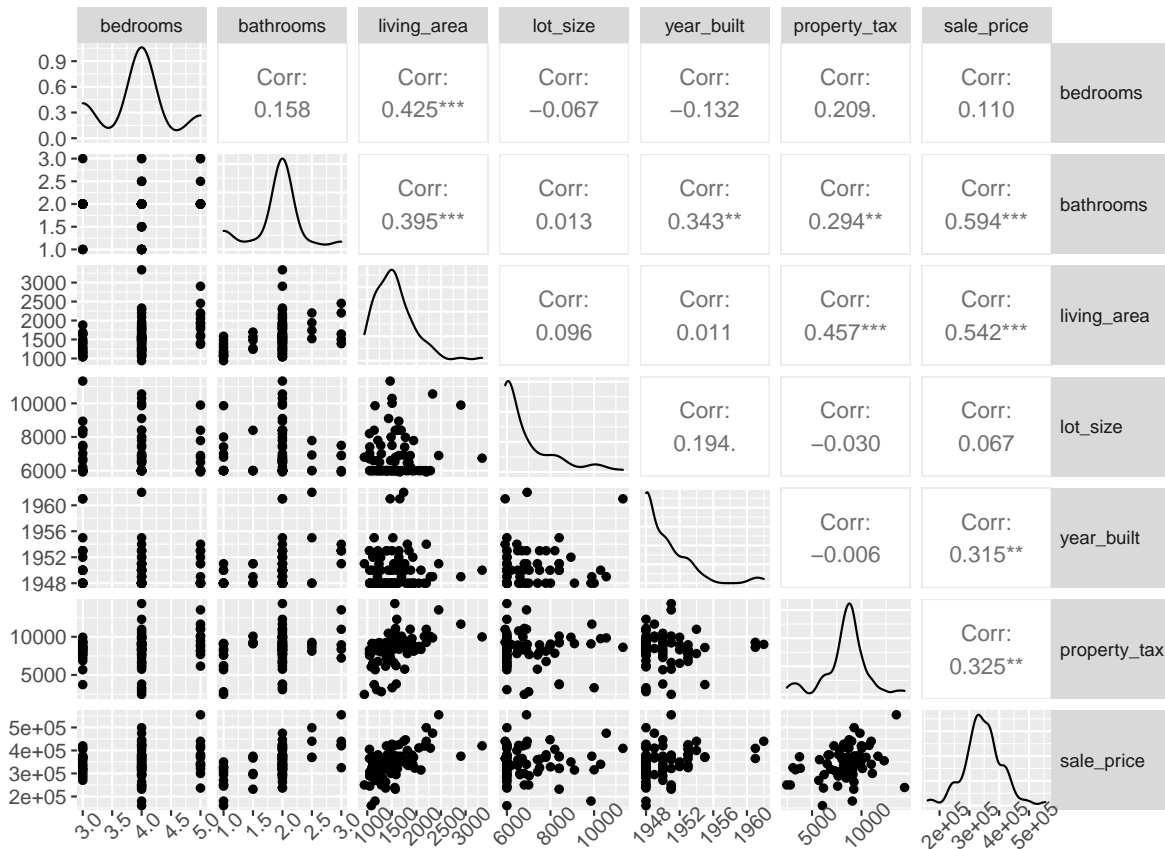 bedrooms bathrooms living_area lot_size year_built property_tax sale_price
0.9
0.6
0.3
0.0
Corr:
0.158
Corr:
0.425***
Corr:
−0.067
Corr:
−0.132
Corr:
0.209.
Corr:
0.110
bedrooms
3.0
2.5
2.0
1.5
1.0
Corr:
0.395***
Corr:
0.013
Corr:
0.343**
Corr:
0.294**
Corr:
0.594***
bathrooms
3000
2500
2000
1500
1000
Corr:
0.096
Corr:
0.011
Corr:
0.457***
Corr:
0.542***
living_area
10000
8000
7000
6000
Corr:
0.194.
Corr:
−0.030
Corr:
0.067
lot_size
1960
1956
1952
1948
Corr:
−0.006
Corr:
0.315**
year_built
10000
5000
Corr:
0.325**
property_tax
5e+05
4e+05
3e+05
2e+05
sale_price
3.0 3.5 4.0 4.5 5.0 1.0 1.5 2.0 2.5 3.0 1000 1500 2000 2500 3000 6000 8000 10000 1948 1952 1956 1960 5000 10000 2e+05 3e+05 4e+05 5e+05